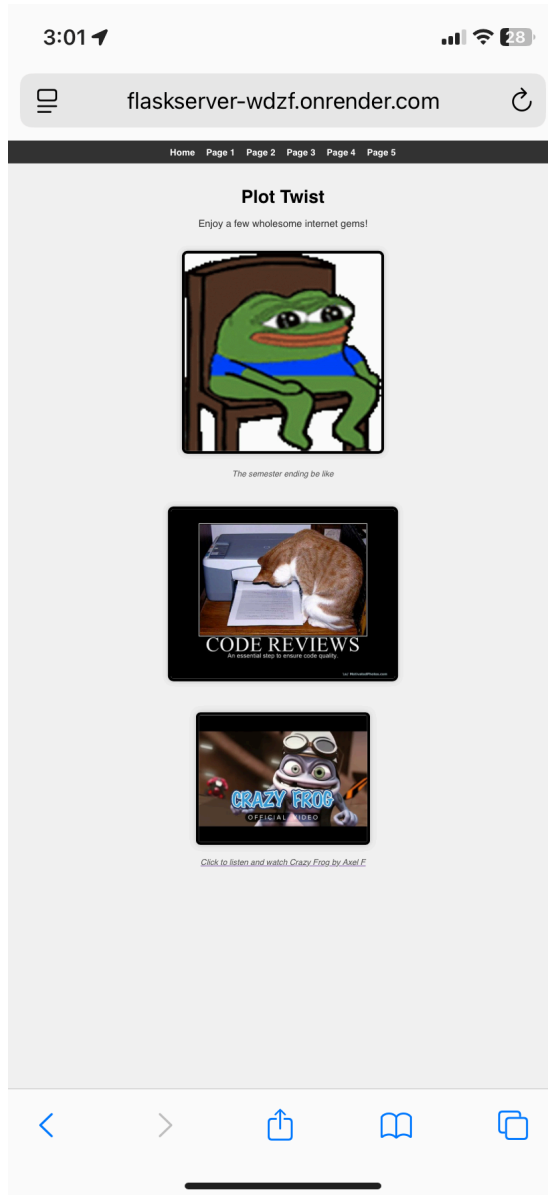 3:01
28
flaskserver-wdzf.onrender.com
Home Page 1 Page 2 Page 3 Page 4 Page 5
Plot Twist
Enjoy a few wholesome internet gems!
The semester ending be like
CODE REVIEWS
An essential step to ensure code quality.
(c) MotivatedPhotos.com
CRAZY FROG
OFFICIAL VIDEO
Click to listen and watch Crazy Frog by Axel F